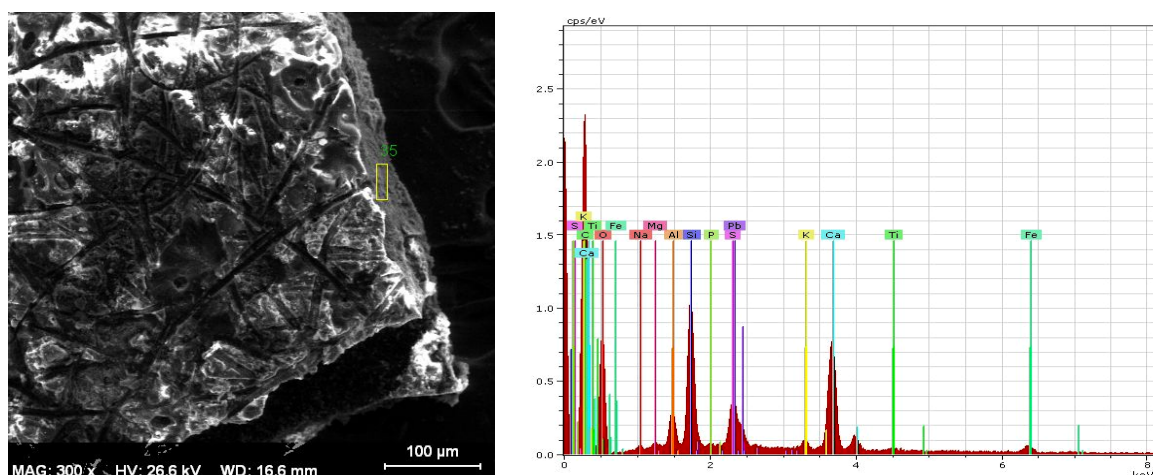 35
100 µm
MAG: 300 x HV: 26.6 kV WD: 16.6 mm
cps/eV
2.5
2.0
K
S Ti Fe Mg Pb
1.5 C O Na Al Si P S K Ca Ti Fe
Ca
1.0
0.5
0.0
0 2 4 6 8
keV